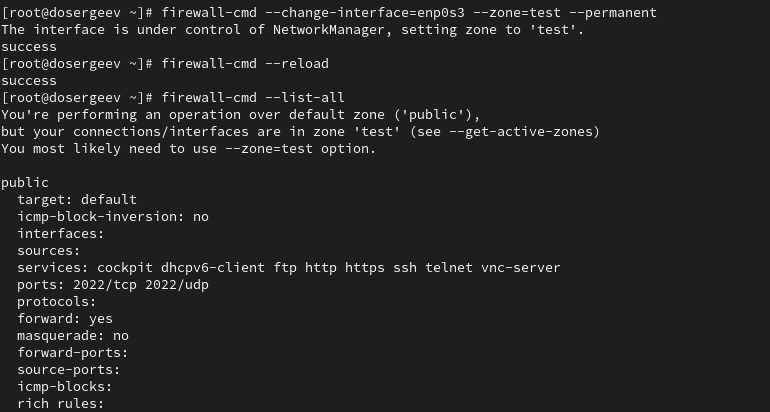 [root@dosergeev ~]# firewall-cmd --change-interface=enp0s3 --zone=test --permanent
The interface is under control of NetworkManager, setting zone to 'test'.
success
[root@dosergeev ~]# firewall-cmd --reload
success
[root@dosergeev ~]# firewall-cmd --list-all
You're performing an operation over default zone ('public'),
but your connections/interfaces are in zone 'test' (see --get-active-zones)
You most likely need to use --zone=test option.

public
  target: default
  icmp-block-inversion: no
  interfaces:
  sources:
  services: cockpit dhcpv6-client ftp http https ssh telnet vnc-server
  ports: 2022/tcp 2022/udp
  protocols:
  forward: yes
  masquerade: no
  forward-ports:
  source-ports:
  icmp-blocks:
  rich rules: